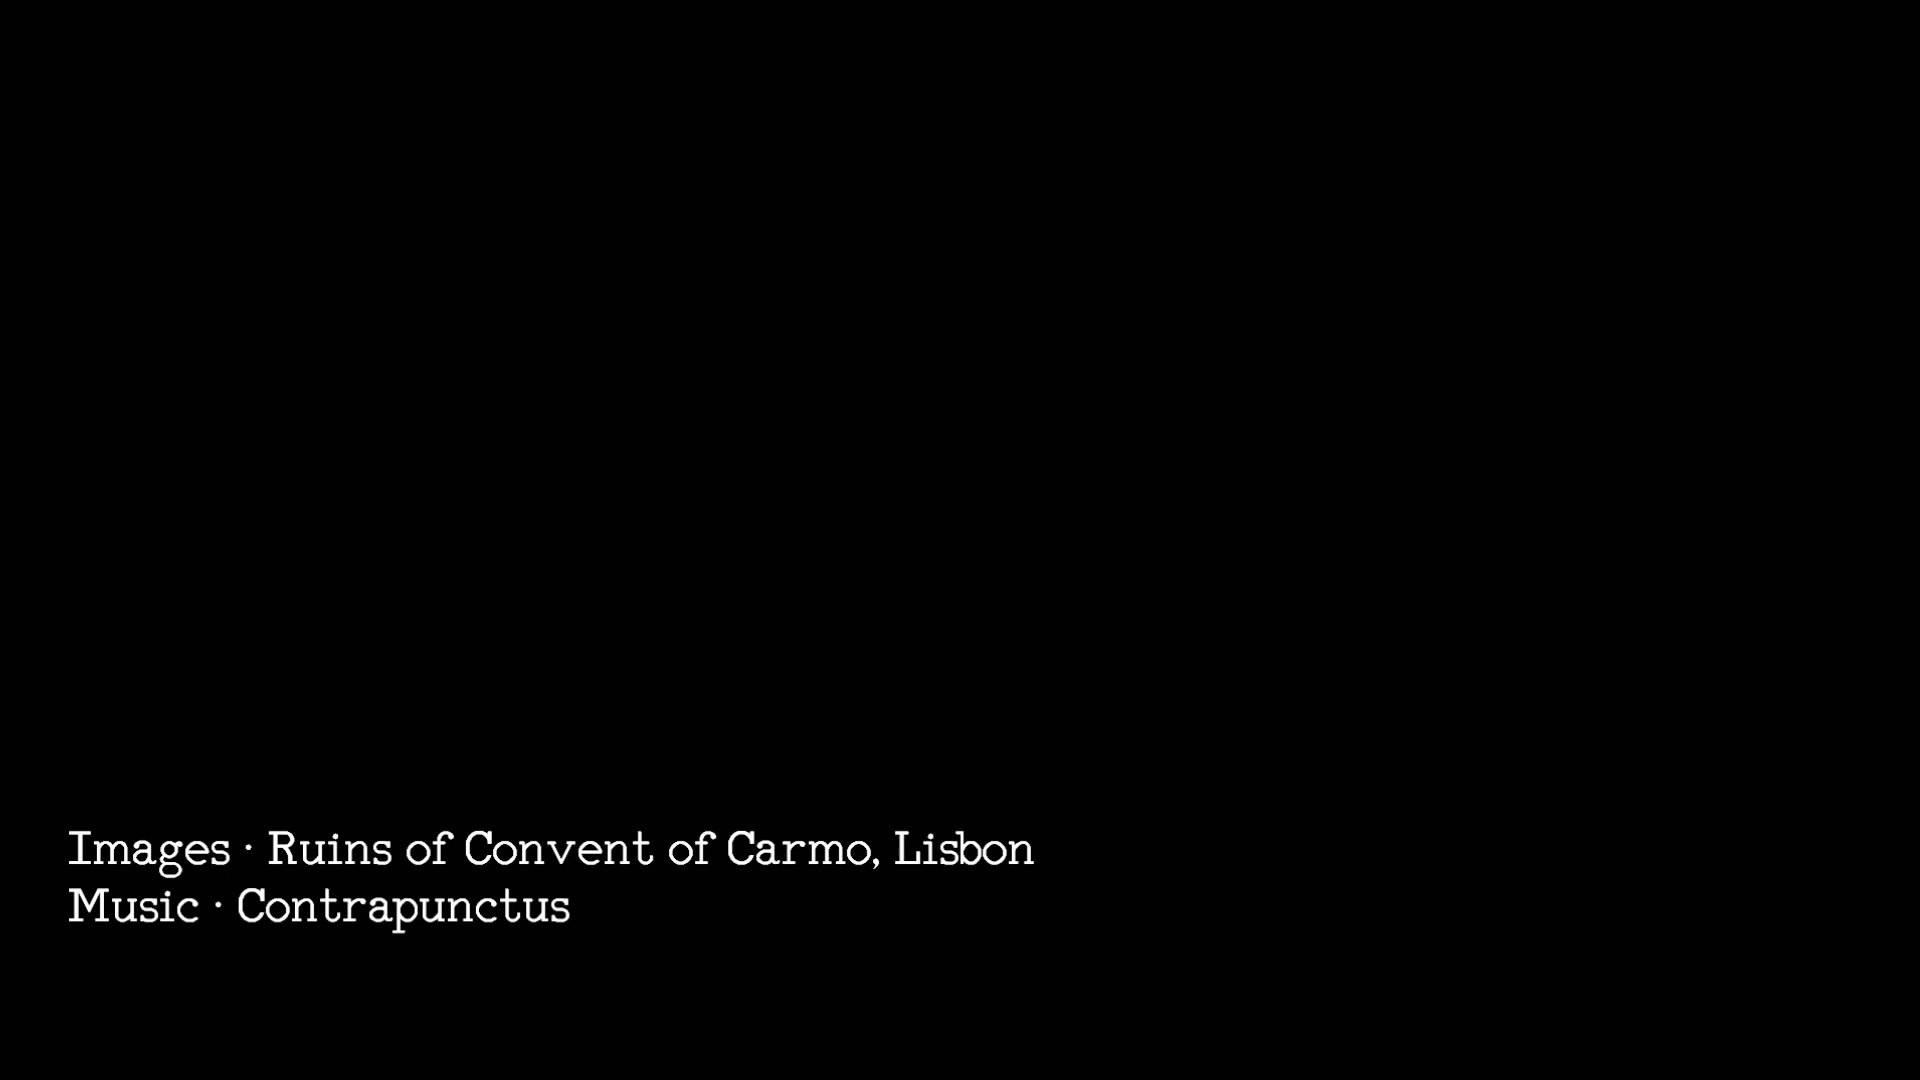 Images · Ruins of Convent of Carmo, Lisbon
Music · Contrapunctus